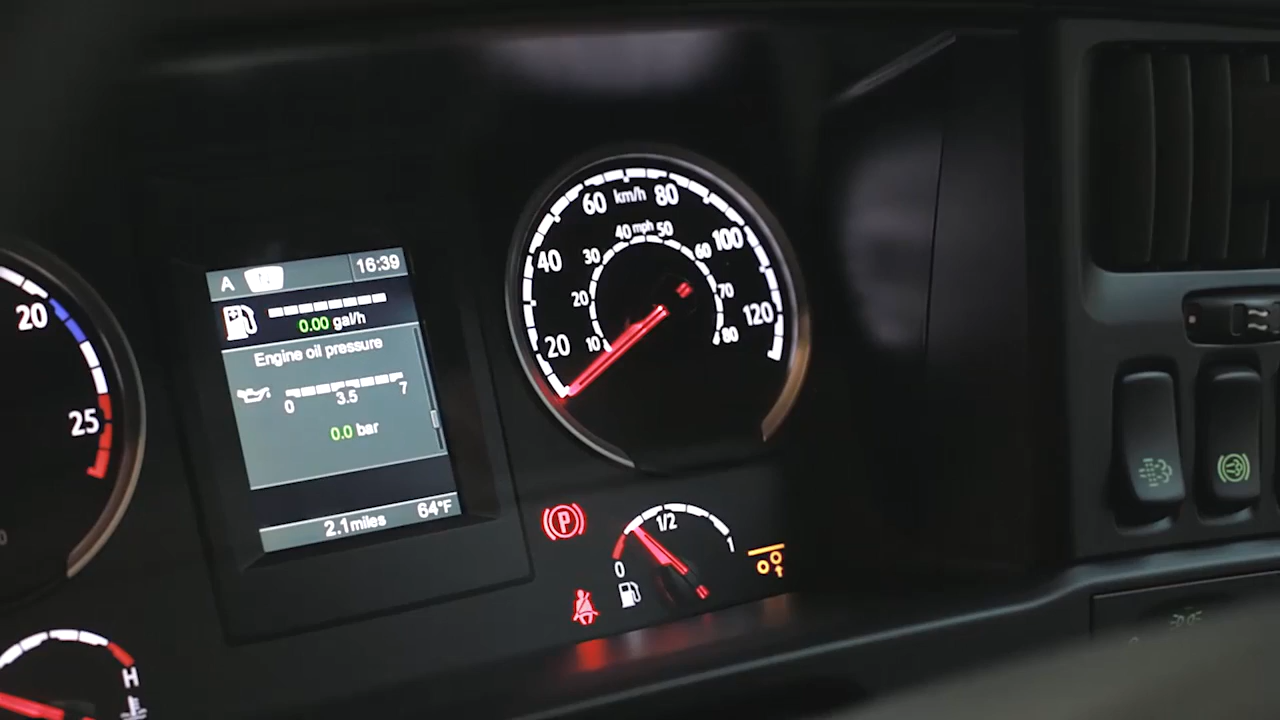 20
25
A 16:39
0.00 gal/h
Engine oil pressure
0 3.5 7
0.0 bar
2.1miles 64°F
20
40
60
km/h
80
100
120
10
20
30
40
mph
50
60
70
80
P
0
1/2
1
H